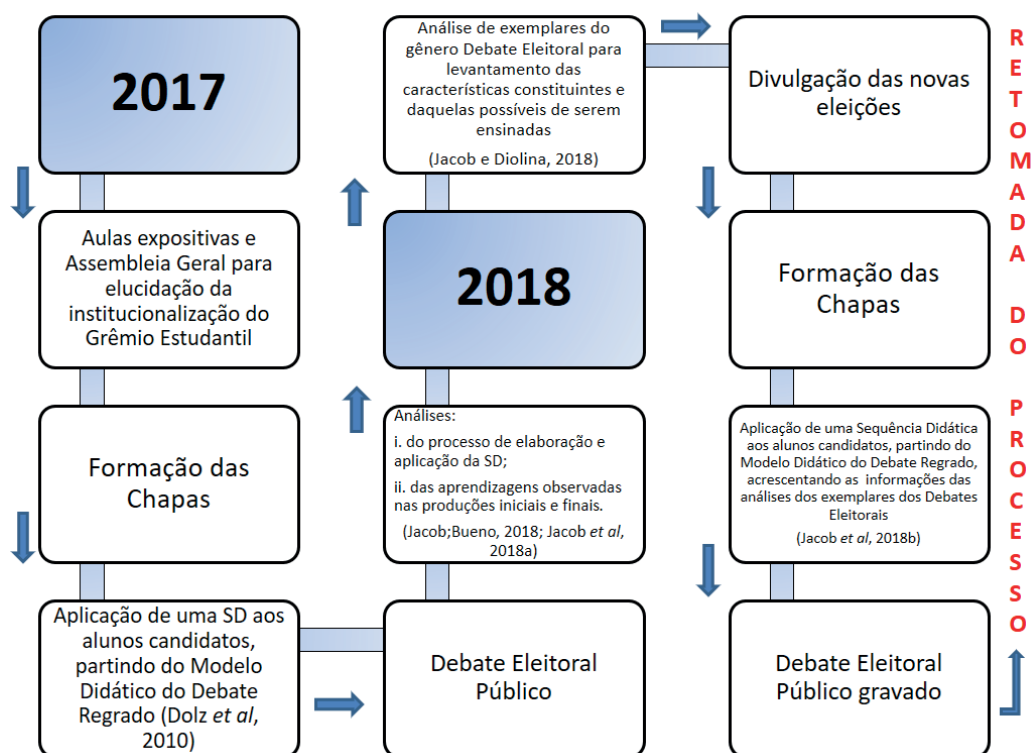 2017
Aulas expositivas e
Assembleia Geral para
elucidação da
institucionalização do
Grêmio Estudantil
Formação das
Chapas
Aplicação de uma SD aos
alunos candidatos,
partindo do Modelo
Didático do Debate
Regrado (Dolz et al,
2010)
Debate Eleitoral
Público
Análises:
i. do processo de elaboração e
aplicação da SD;
ii. das aprendizagens observadas
nas produções iniciais e finais.
(Jacob;Bueno, 2018; Jacob et al,
2018a)
2018
Análise de exemplares do
gênero Debate Eleitoral para
levantamento das
características constituintes e
daquelas possíveis de serem
ensinadas
(Jacob e Diolina, 2018)
Divulgação das novas
eleições
Formação das
Chapas
Aplicação de uma Sequência Didática
aos alunos candidatos, partindo do
Modelo Didático do Debate Regrado,
acrescentando as informações das
análises dos exemplares dos Debates
Eleitorais
(Jacob et al, 2018b)
Debate Eleitoral
Público gravado
RETOMADA DO PROCESSO